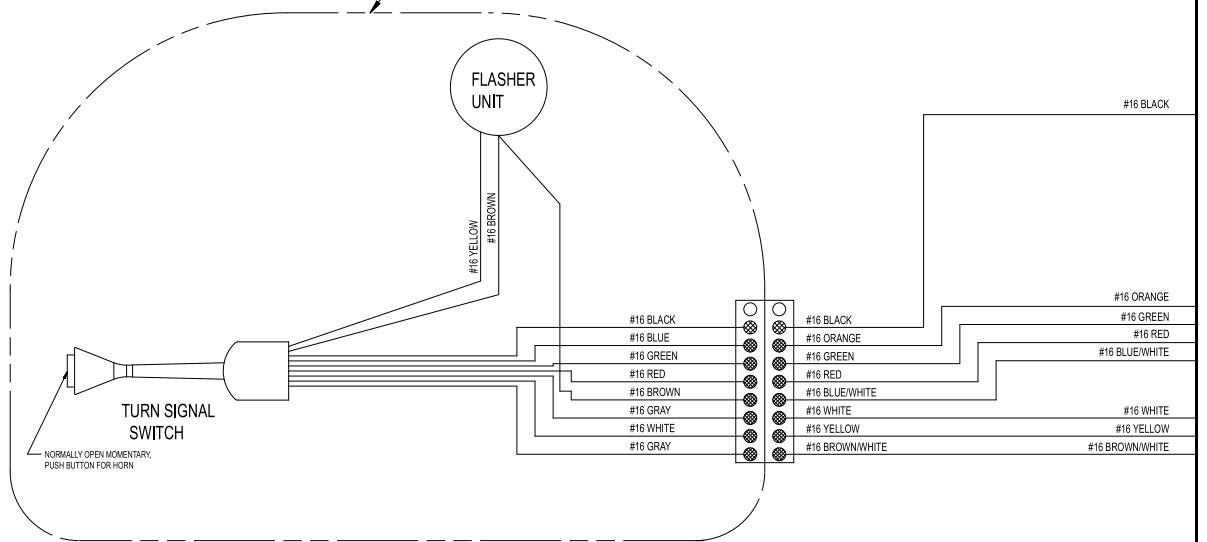 FLASHER
UNIT
#16 BLACK
#16 YELLOW
#16 BROWN
#16 ORANGE
#16 GREEN
#16 RED
#16 BLUE/WHITE
#16 BLACK
#16 BLUE
#16 GREEN
#16 RED
#16 BROWN
#16 GRAY
#16 WHITE
#16 GRAY
#16 BLACK
#16 ORANGE
#16 GREEN
#16 RED
#16 BLUE/WHITE
#16 WHITE
#16 YELLOW
#16 BROWN/WHITE
#16 WHITE
#16 YELLOW
#16 BROWN/WHITE
TURN SIGNAL
SWITCH
NORMALLY OPEN MOMENTARY,
PUSH BUTTON FOR HORN